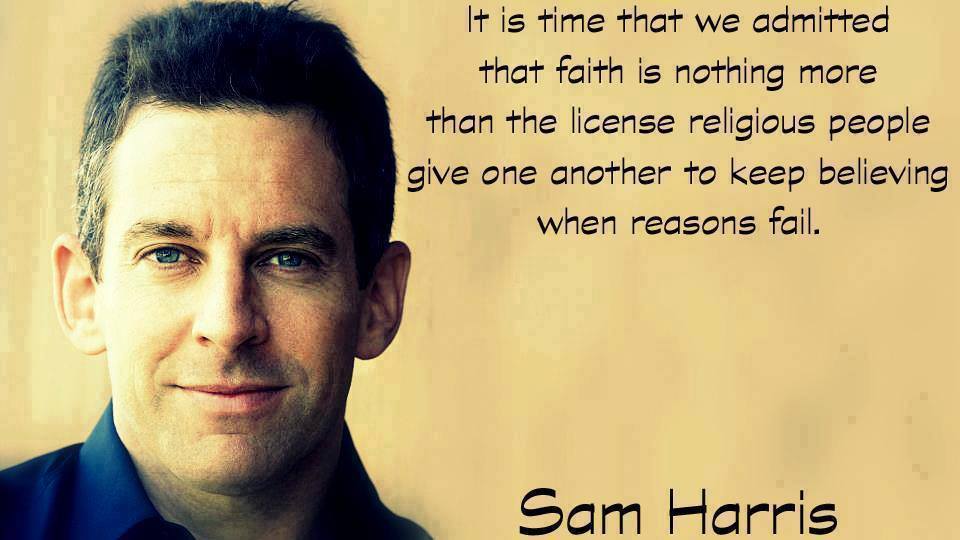 It is time that we admitted
that faith is nothing more
than the license religious people
give one another to keep believing
when reasons fail.
Sam Harris